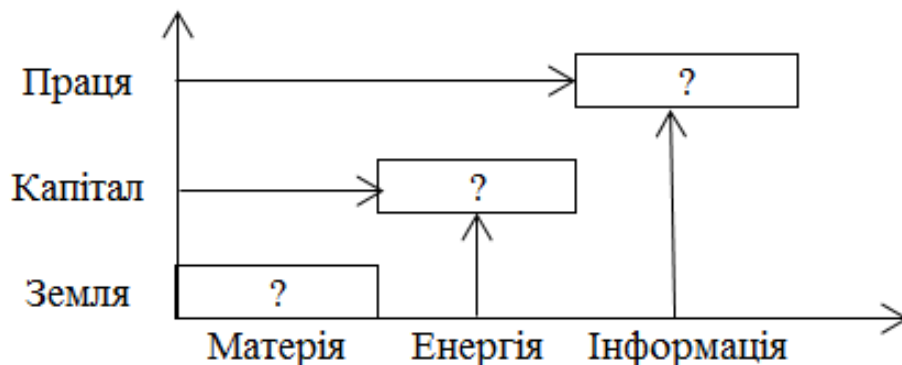 Праця
?
Капітал
?
Земля
?
Матерія
Енергія
Інформація